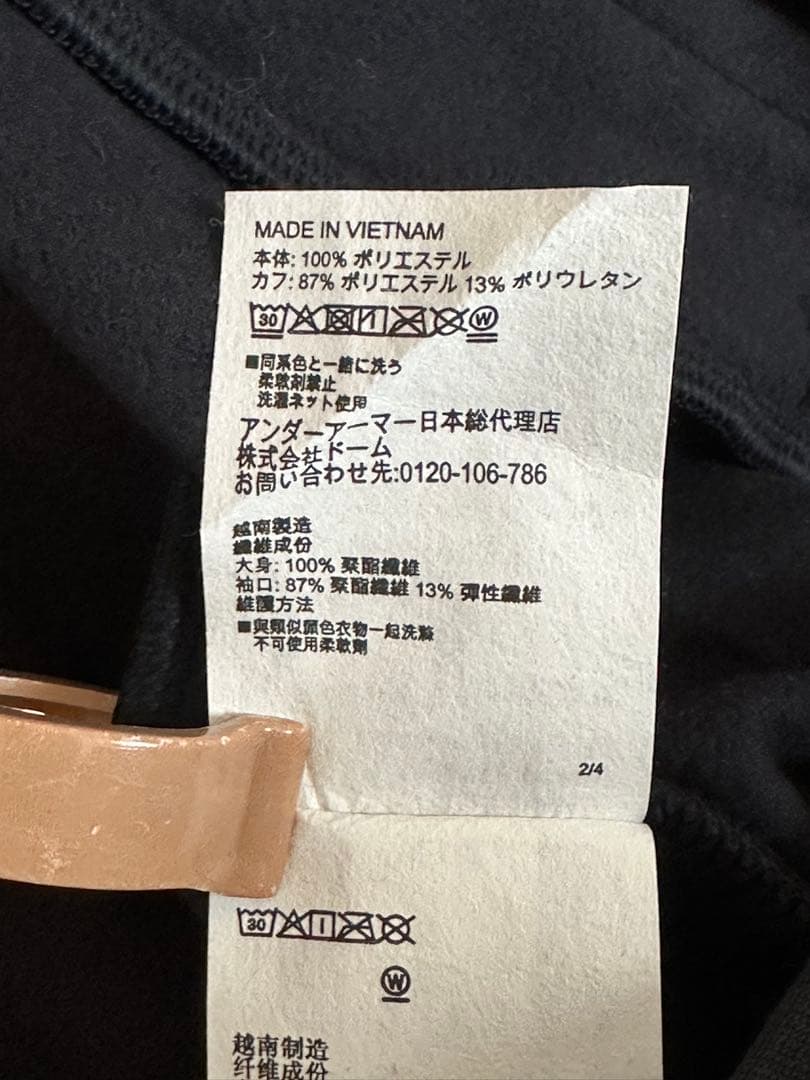 MADE IN VIETNAM
本体: 100% ポリエステル
カフ: 87% ポリエステル 13% ポリウレタン
30 W
■同系色と一緒に洗う
柔軟剤禁止
洗濯ネット使用
アンダーアーマー日本総代理店
株式会社ドーム
お問い合わせ先:0120-106-786
越南製造
纖維成份
大身: 100% 聚酯纖維
袖口: 87% 聚酯纖維 13% 彈性纖維
維護方法
■與類似顏色衣物一起洗滌
不可使用柔軟劑
2/4
30
W
越南制造
纤维成份